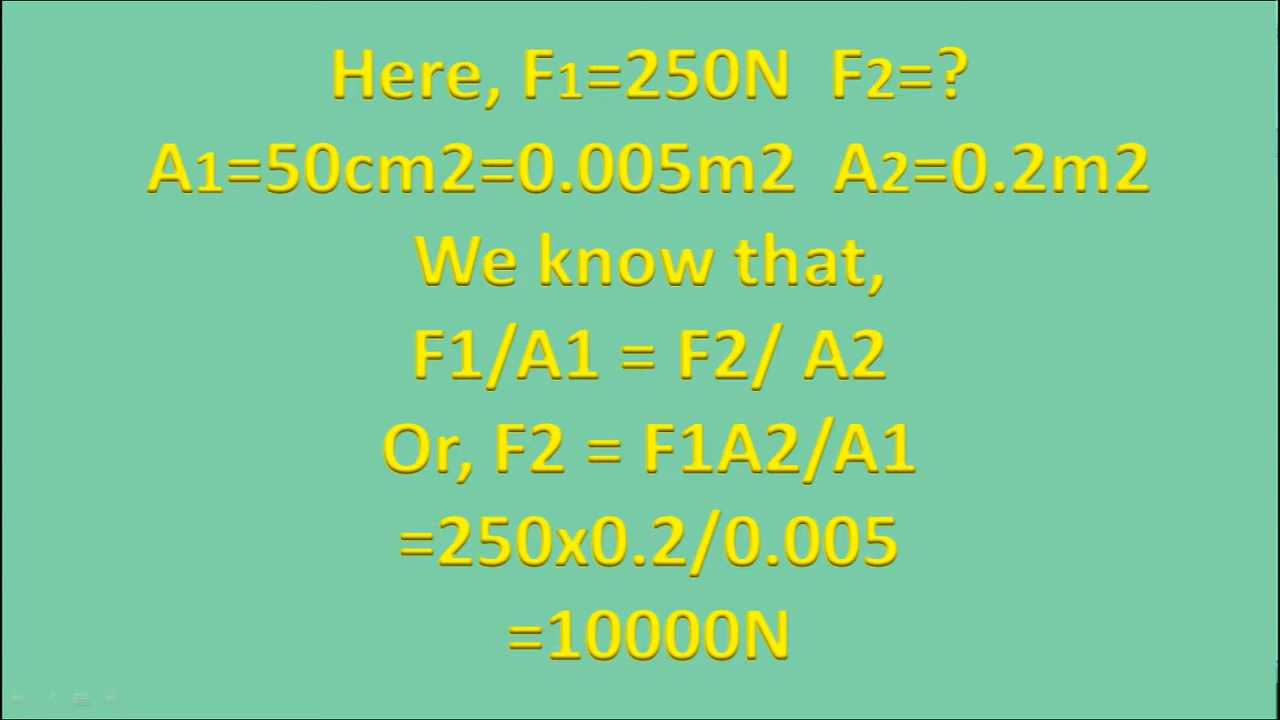 Here, F1=250N F2=?
A1=50cm2=0.005m2 A2=0.2m2
We know that,
F1/A1 = F2/ A2
Or, F2 = F1A2/A1
=250x0.2/0.005
=10000N